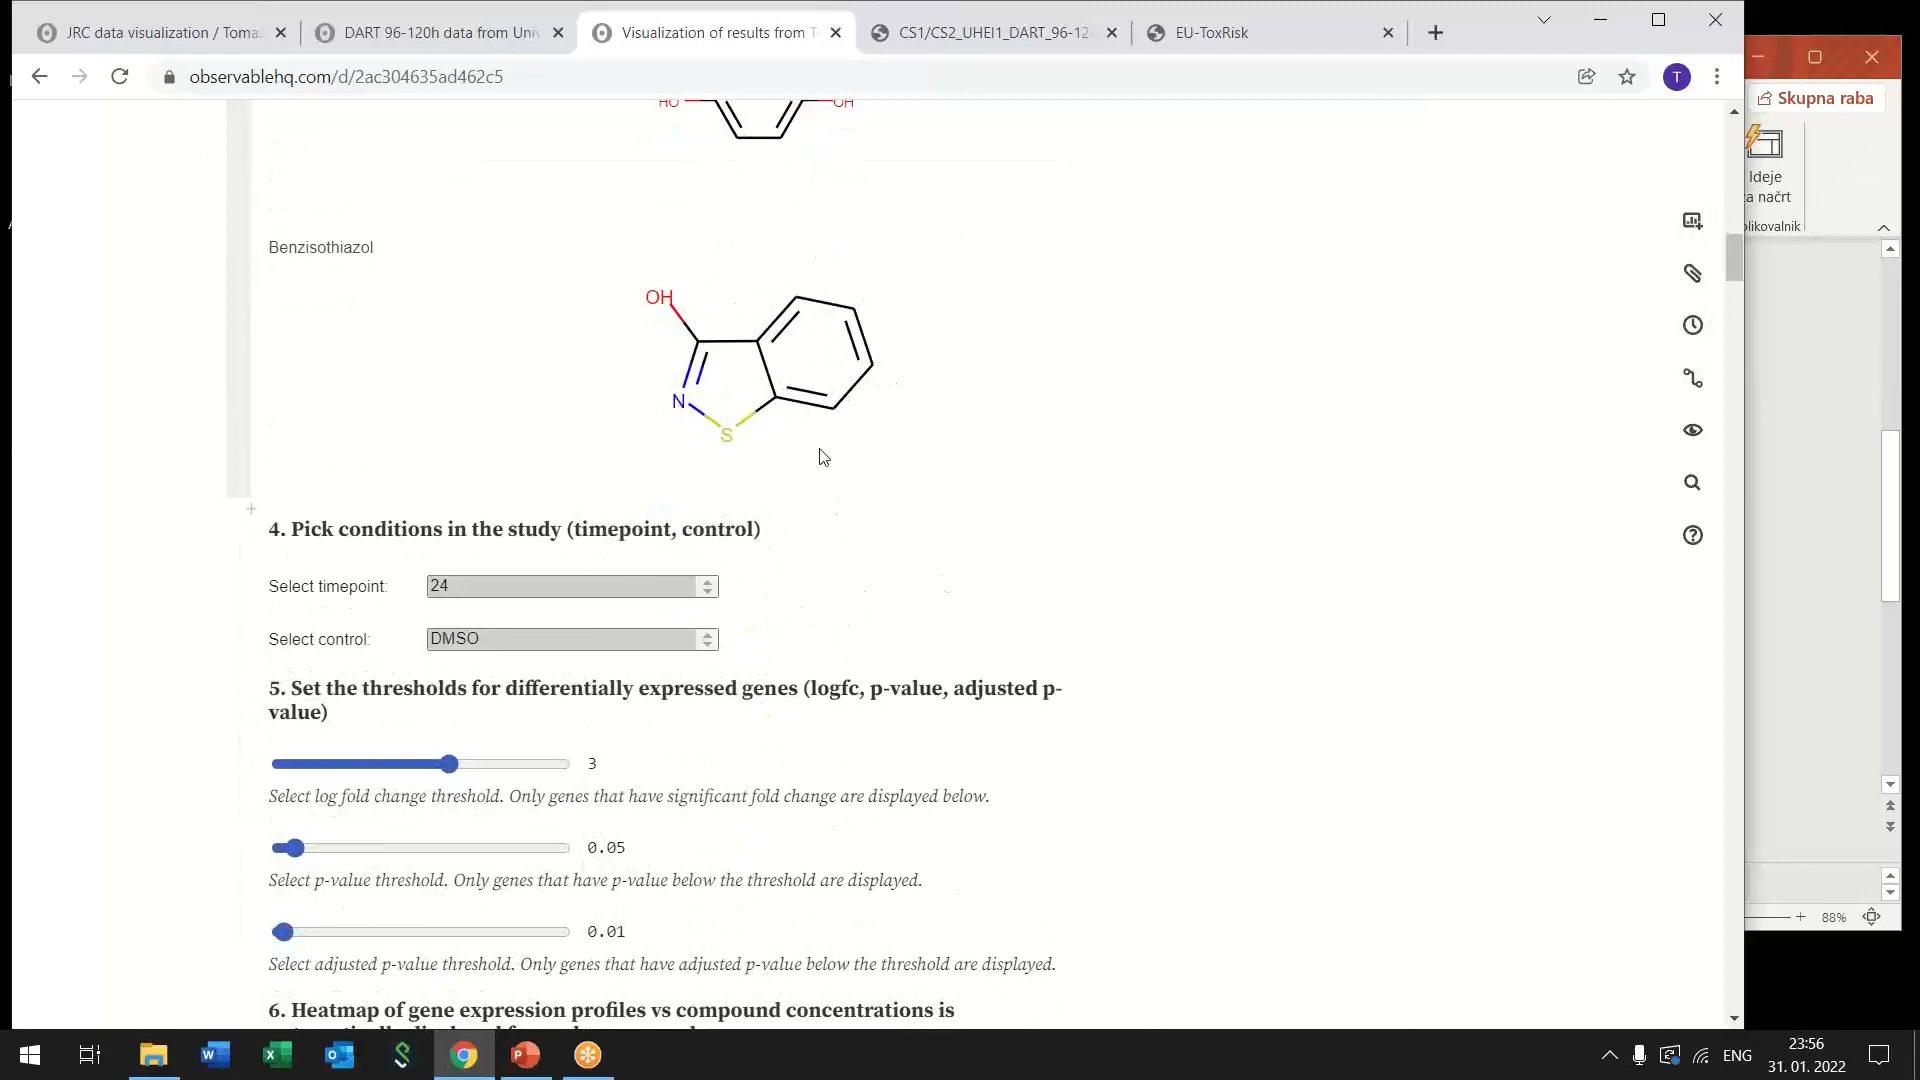 JRC data visualization / Toma
DART 96-120h data from Univ
Visualization of results from T
CS1/CS2_UHEI1_DART_96-12
EU-ToxRisk
observablehq.com/d/2ac304635ad462c5
T
Skupna raba
Ideje
za načrt
blikovalnik
HO
OH
Benzisothiazol
OH
N
S
4. Pick conditions in the study (timepoint, control)
Select timepoint:
24
Select control:
DMSO
5. Set the thresholds for differentially expressed genes (logfc, p-value, adjusted p-
value)
3
Select log fold change threshold. Only genes that have significant fold change are displayed below.
0.05
Select p-value threshold. Only genes that have p-value below the threshold are displayed.
0.01
Select adjusted p-value threshold. Only genes that have adjusted p-value below the threshold are displayed.
6. Heatmap of gene expression profiles vs compound concentrations is
88%
ENG
23:56
31. 01. 2022